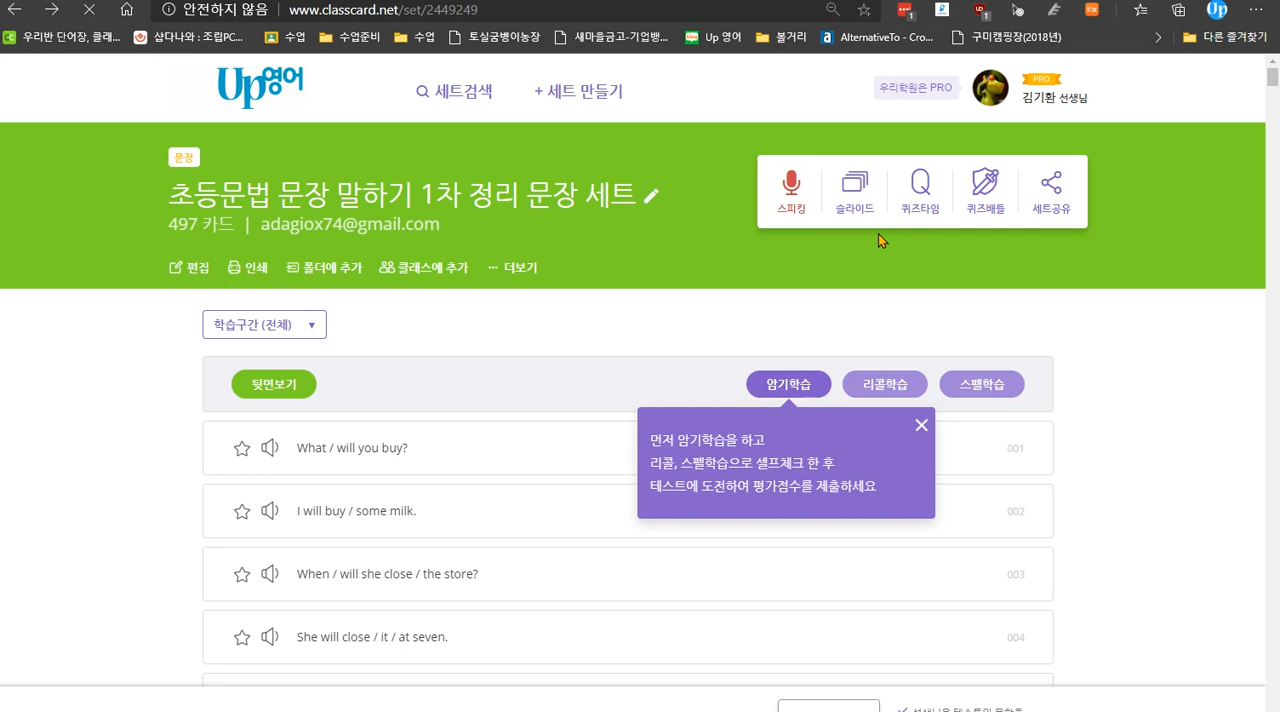 안전하지 않음 www.classcard.net/set/2449249
우리반 단어장, 클래... 샵다나와 : 조립PC... 수업 수업준비 수업 토실굼벵이농장 새마을금고-기업뱅... Up 영어 볼거리 AlternativeTo - Cro... 구미캠핑장(2018년) 다른 즐겨찾기
Up영어
세트검색 + 세트 만들기
우리학원은 PRO
PRO
김기환 선생님
문장
초등문법 문장 말하기 1차 정리 문장 세트
497 카드 | adagiox74@gmail.com
스피킹 슬라이드 퀴즈타임 퀴즈배틀 세트공유
편집 인쇄 폴더에 추가 클래스에 추가 ··· 더보기
학습구간 (전체)
뒷면보기 암기학습 리콜학습 스펠학습
먼저 암기학습을 하고
리콜, 스펠학습으로 셀프체크 한 후
테스트에 도전하여 평가점수를 제출하세요
What / will you buy? 001
I will buy / some milk. 002
When / will she close / the store? 003
She will close / it / at seven. 004